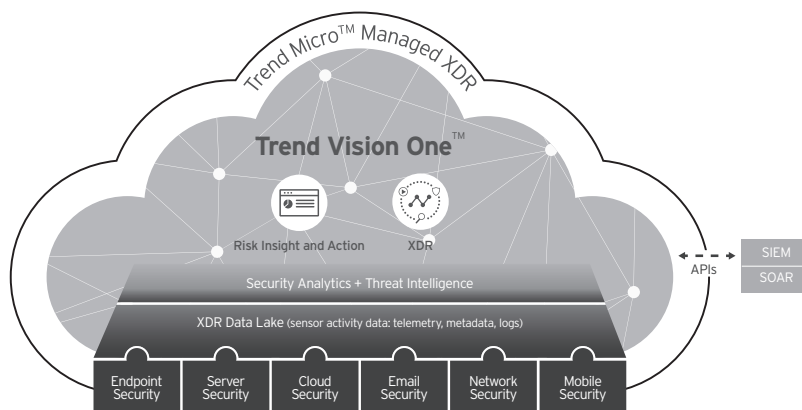 Trend Micro™ Managed XDR
Trend Vision One™
Risk Insight and Action
XDR
Security Analytics + Threat Intelligence
XDR Data Lake (sensor activity data: telemetry, metadata, logs)
Endpoint
Security
Server
Security
Cloud
Security
Email
Security
Network
Security
Mobile
Security
APIs
SIEM
SOAR